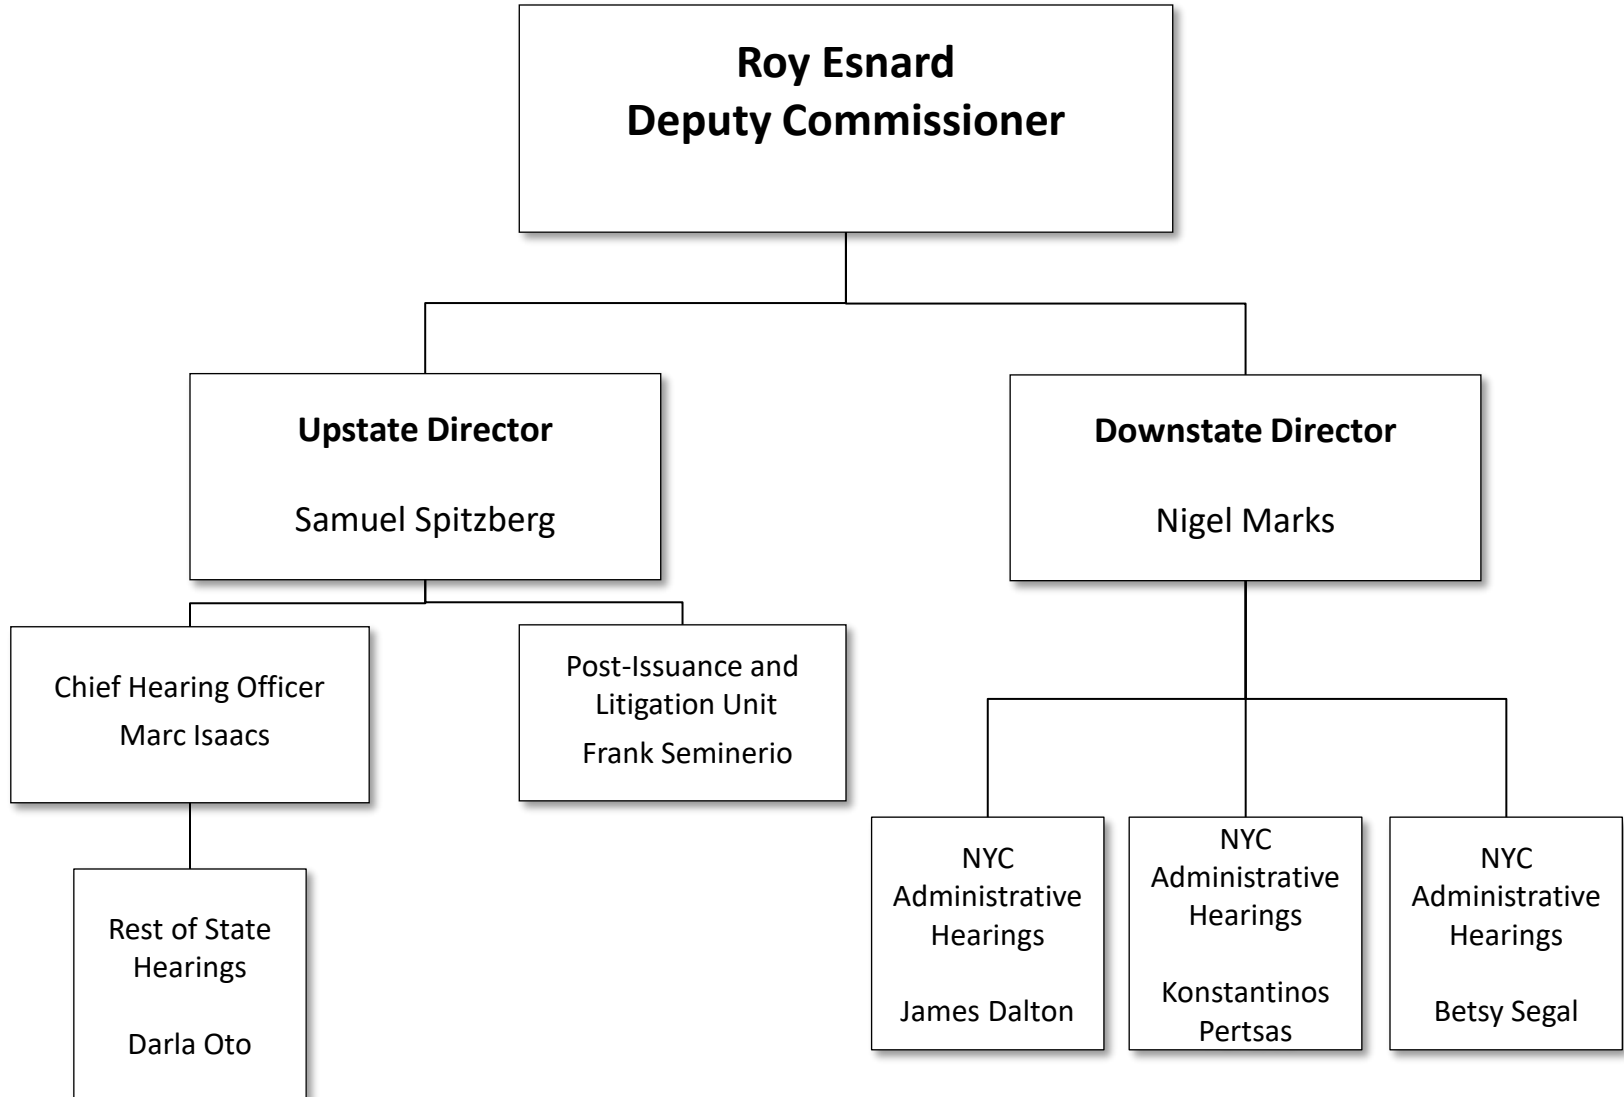 Roy Esnard
Deputy Commissioner
Upstate Director
Samuel Spitzberg
Downstate Director
Nigel Marks
Chief Hearing Officer
Marc Isaacs
Post-Issuance and
Litigation Unit
Frank Seminerio
Rest of State
Hearings
Darla Oto
NYC
Administrative
Hearings
James Dalton
NYC
Administrative
Hearings
Konstantinos
Pertsas
NYC
Administrative
Hearings
Betsy Segal